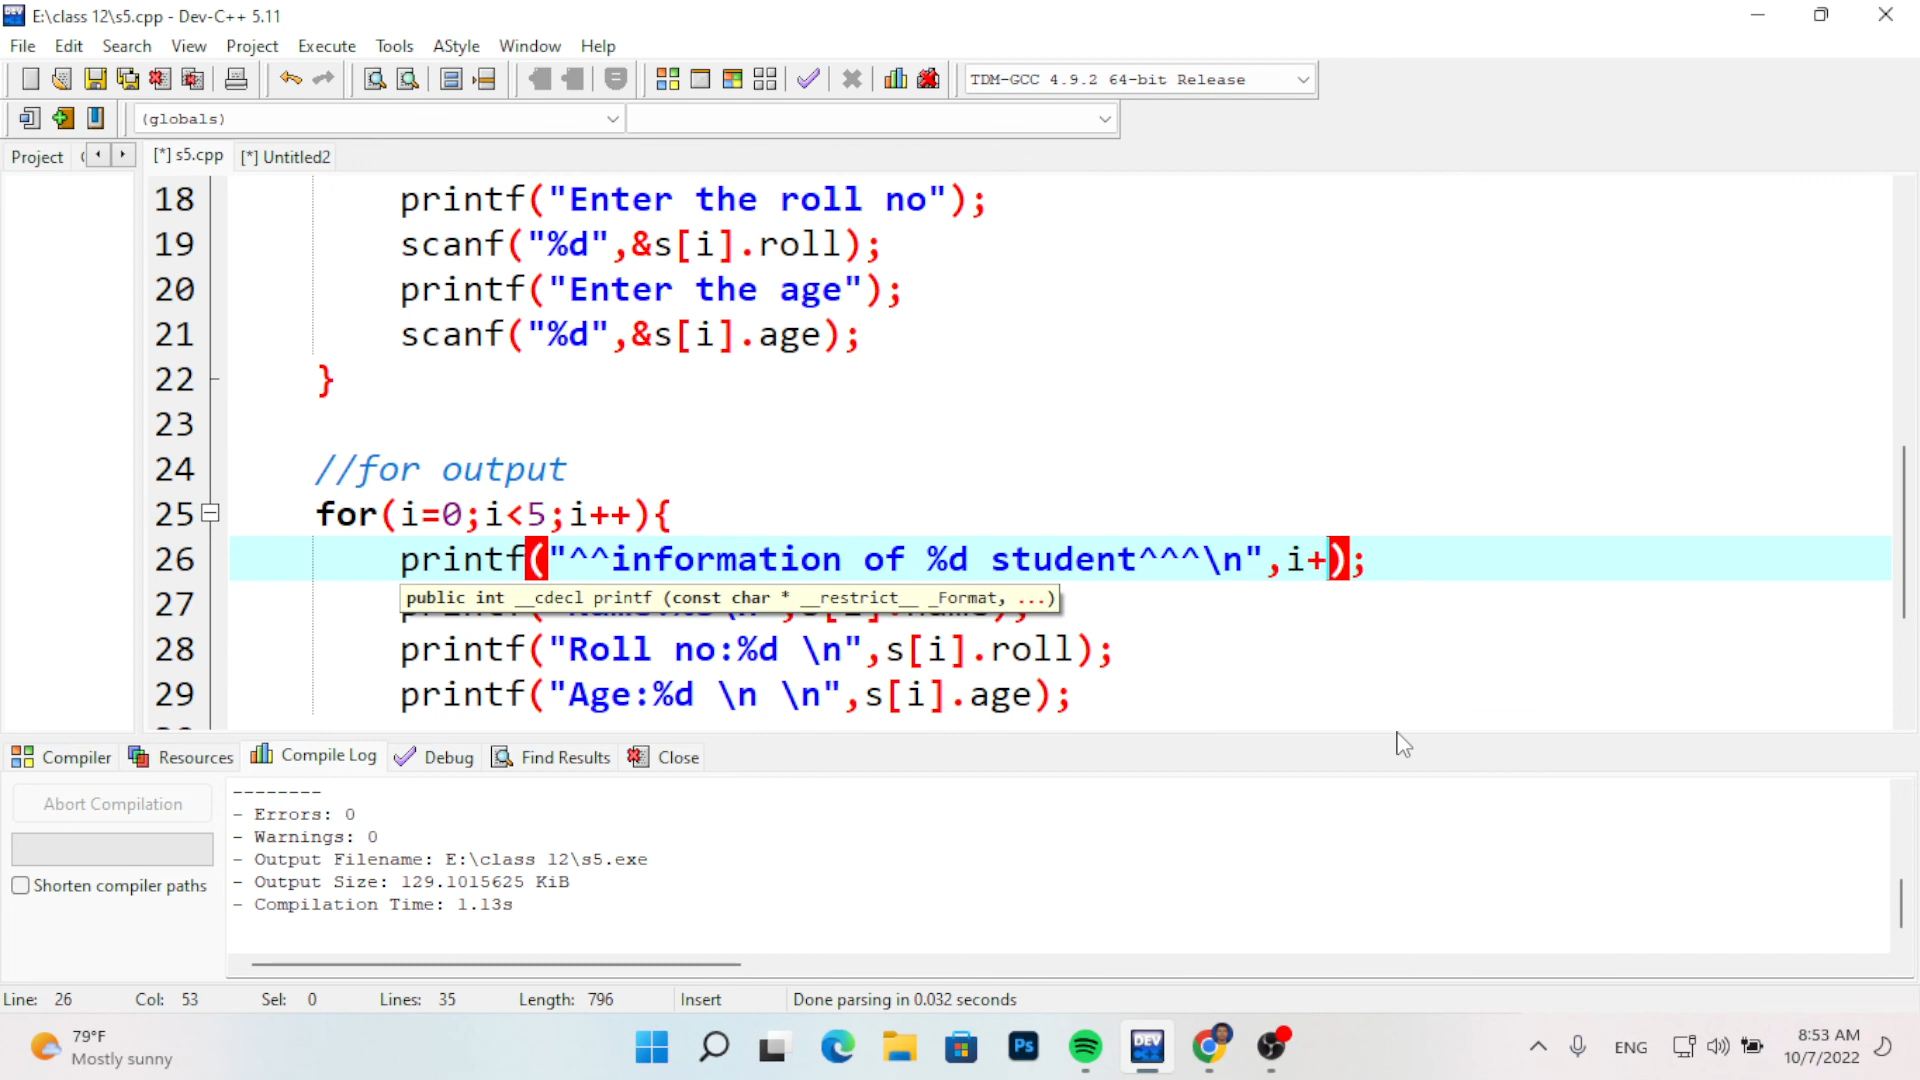 E:\class 12\s5.cpp - Dev-C++ 5.11
File Edit Search View Project Execute Tools AStyle Window Help
TDM-GCC 4.9.2 64-bit Release
(globals)
Project [*] s5.cpp [*] Untitled2
18 printf("Enter the roll no");
19 scanf("%d",&s[i].roll);
20 printf("Enter the age");
21 scanf("%d",&s[i].age);
22 }
23
24 //for output
25 for(i=0;i<5;i++){
26 printf("^^information of %d student^^^\n",i+);
public int __cdecl printf (const char * __restrict__ _Format, ...)
27
28 printf("Roll no:%d \n",s[i].roll);
29 printf("Age:%d \n \n",s[i].age);
Compiler Resources Compile Log Debug Find Results Close
Abort Compilation
Shorten compiler paths
--------
- Errors: 0
- Warnings: 0
- Output Filename: E:\class 12\s5.exe
- Output Size: 129.1015625 KiB
- Compilation Time: 1.13s
Line: 26 Col: 53 Sel: 0 Lines: 35 Length: 796 Insert Done parsing in 0.032 seconds
79°F
Mostly sunny
Ps
DEV
ENG
8:53 AM
10/7/2022